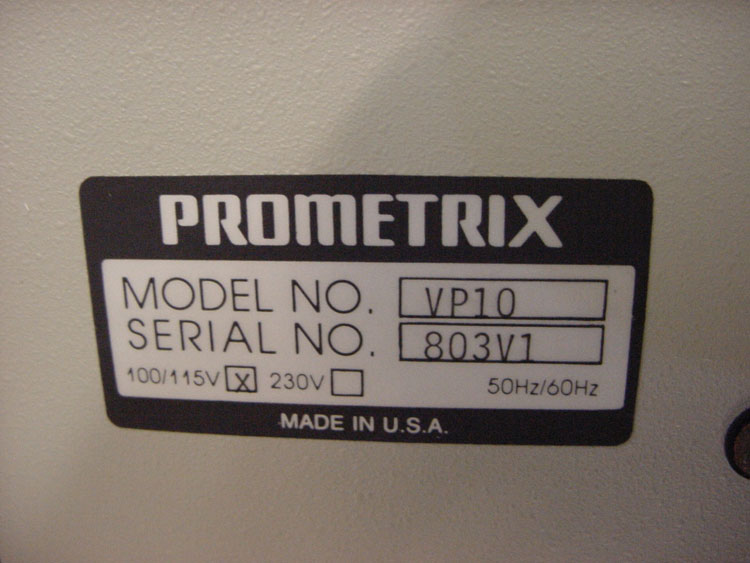 PROMETRIX
MODEL NO. VP10
SERIAL NO. 803V1
100/115V X 230V 50Hz/60Hz
MADE IN U.S.A.